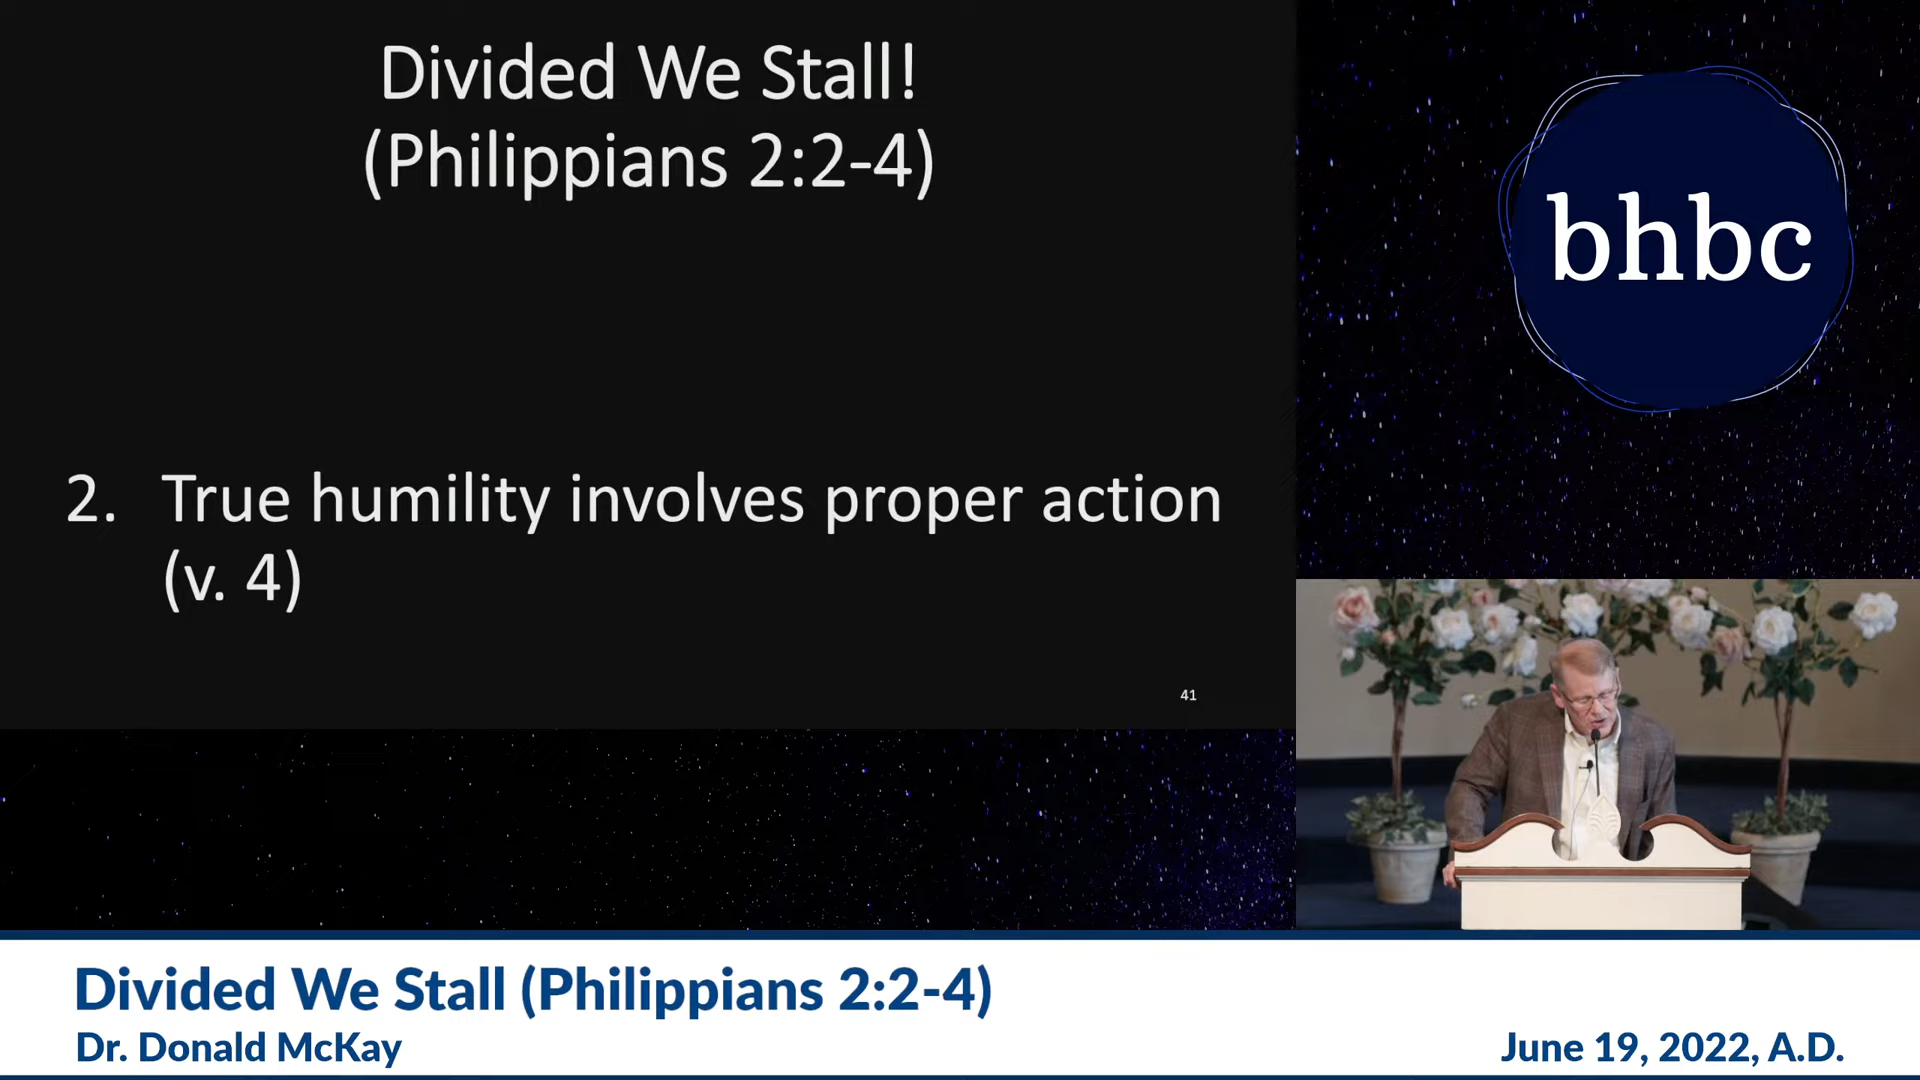 Divided We Stall!
(Philippians 2:2-4)
2. True humility involves proper action
(v. 4)
41
bhbc
Divided We Stall (Philippians 2:2-4)
Dr. Donald McKay
June 19, 2022, A.D.